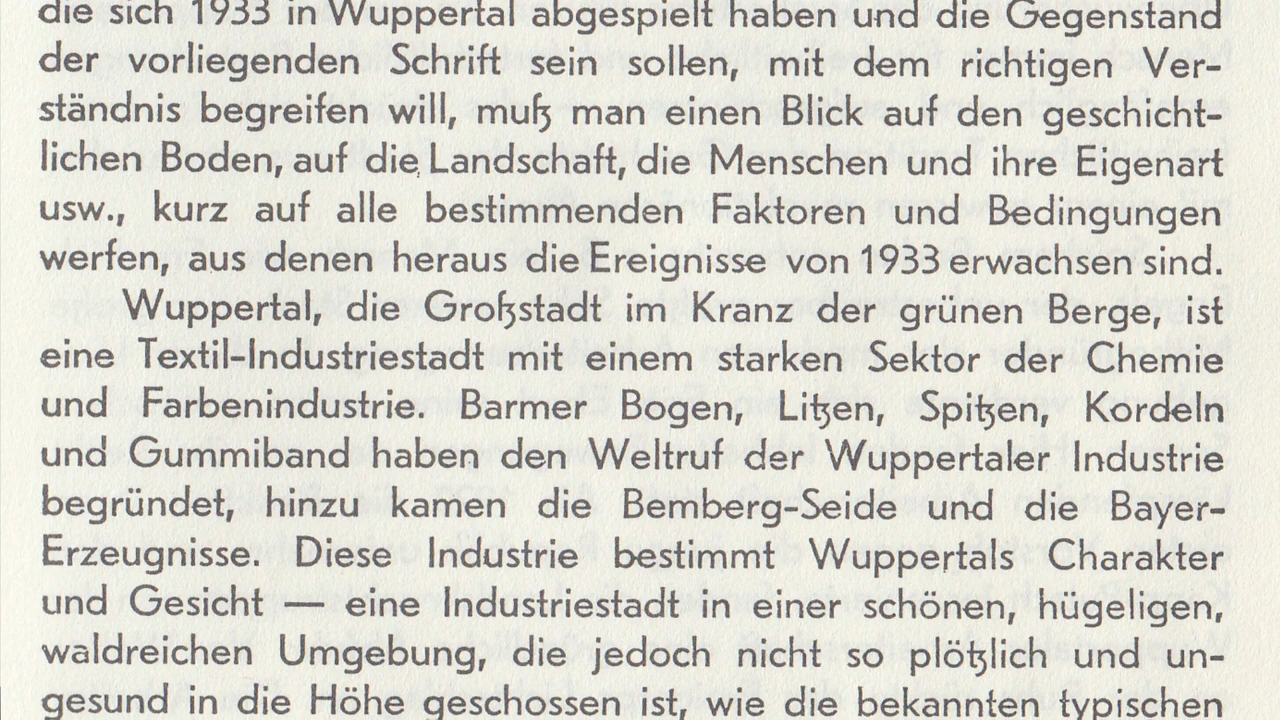 die sich 1933 in Wuppertal abgespielt haben und die Gegenstand
der vorliegenden Schrift sein sollen, mit dem richtigen Ver-
ständnis begreifen will, muß man einen Blick auf den geschicht-
lichen Boden, auf die Landschaft, die Menschen und ihre Eigenart
usw., kurz auf alle bestimmenden Faktoren und Bedingungen
werfen, aus denen heraus die Ereignisse von 1933 erwachsen sind.
Wuppertal, die Großstadt im Kranz der grünen Berge, ist
eine Textil-Industriestadt mit einem starken Sektor der Chemie
und Farbenindustrie. Barmer Bogen, Litzen, Spitzen, Kordeln
und Gummiband haben den Weltruf der Wuppertaler Industrie
begründet, hinzu kamen die Bemberg-Seide und die Bayer-
Erzeugnisse. Diese Industrie bestimmt Wuppertals Charakter
und Gesicht — eine Industriestadt in einer schönen, hügeligen,
waldreichen Umgebung, die jedoch nicht so plötzlich und un-
gesund in die Höhe geschossen ist, wie die bekannten typischen